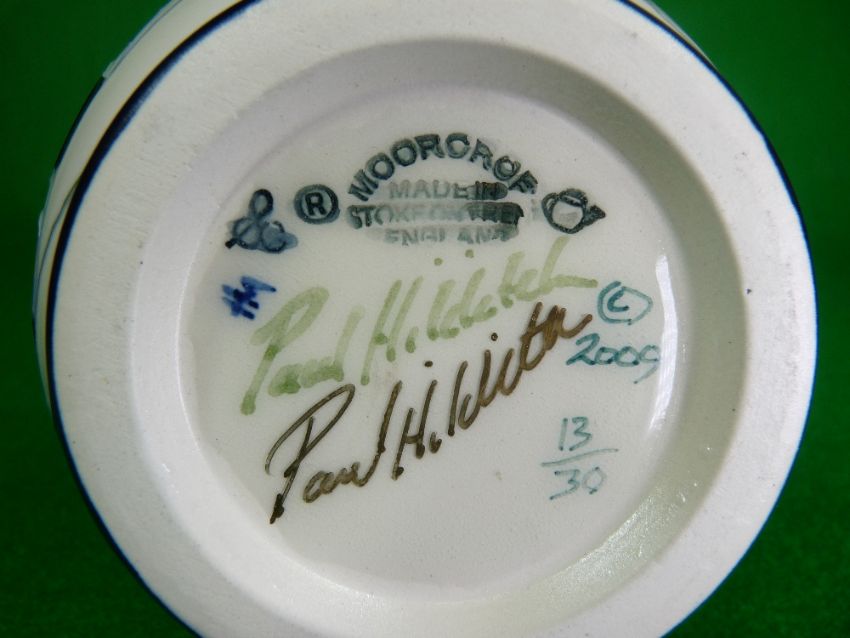 MOORCROFT
MADE IN
STOKE ON TRENT
ENGLAND
®
Paul Hilditch
Paul Hilditch
©
2009
13
30